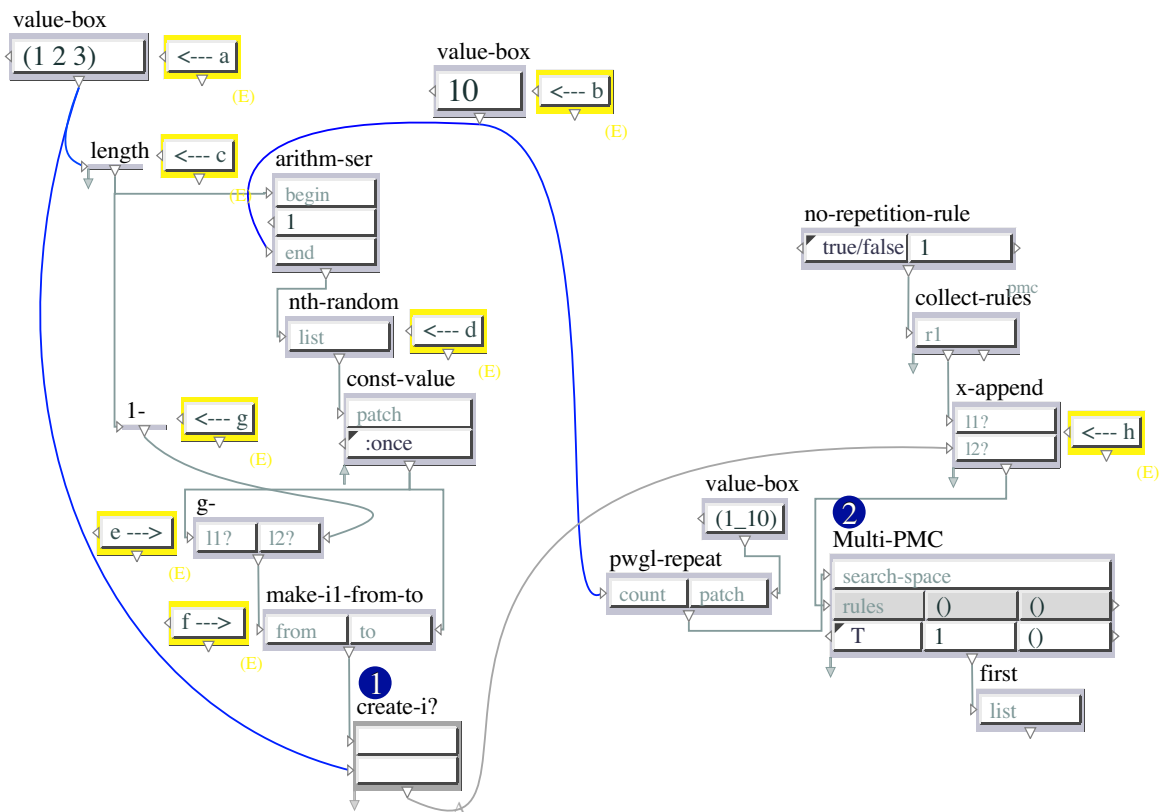 value-box
(1 2 3)
<--- a
(E)
value-box
10
<--- b
(E)
length
<--- c
(E)
arithm-ser
begin
1
end
no-repetition-rule
true/false 1
nth-random
list
<--- d
(E)
collect-rules
pmc
r1
const-value
patch
:once
x-append
l1?
l2?
<--- h
(E)
1-
<--- g
(E)
g-
l1? l2?
e --->
(E)
value-box
(1_10)
2
Multi-PMC
search-space
rules () ()
T 1 ()
pwgl-repeat
count patch
make-i1-from-to
from to
f --->
(E)
first
list
1
create-i?